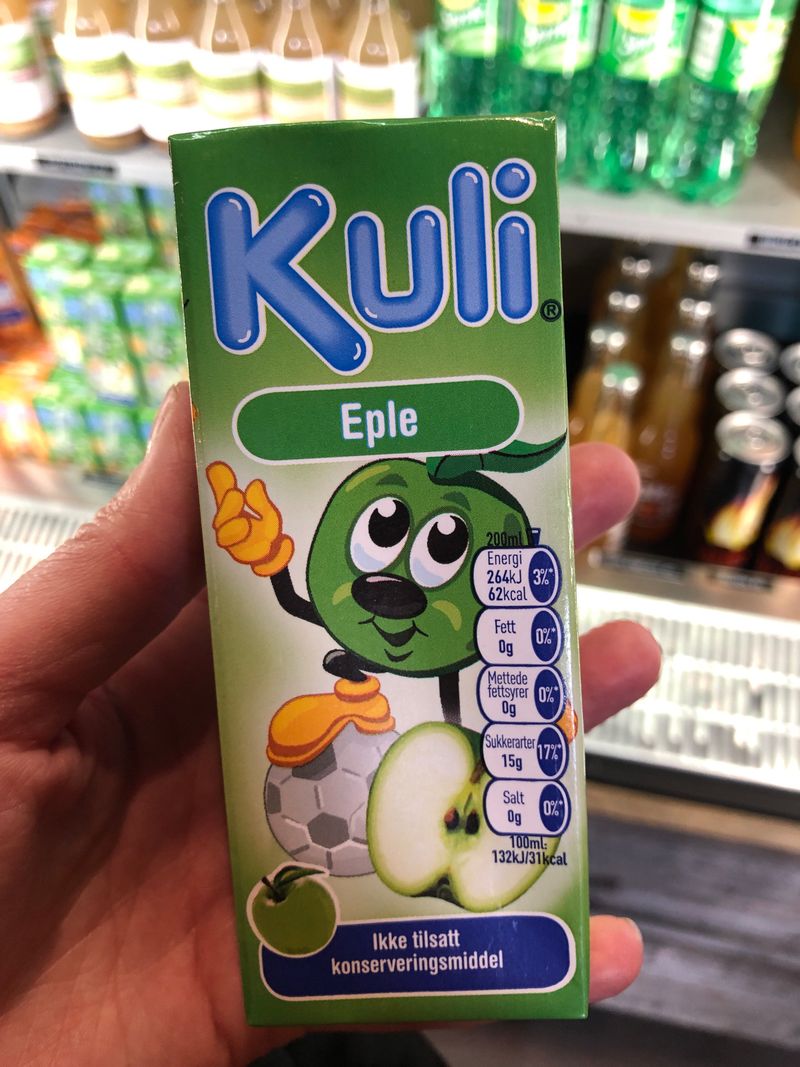 Kuli
®
Eple
200ml
Energi
264kJ
62kcal
3%*
Fett
0g
0%*
Mettede
fettsyrer
0g
0%*
Sukkerarter
15g
17%*
Salt
0g
0%*
100ml:
132kJ/31kcal
Ikke tilsatt
konserveringsmiddel